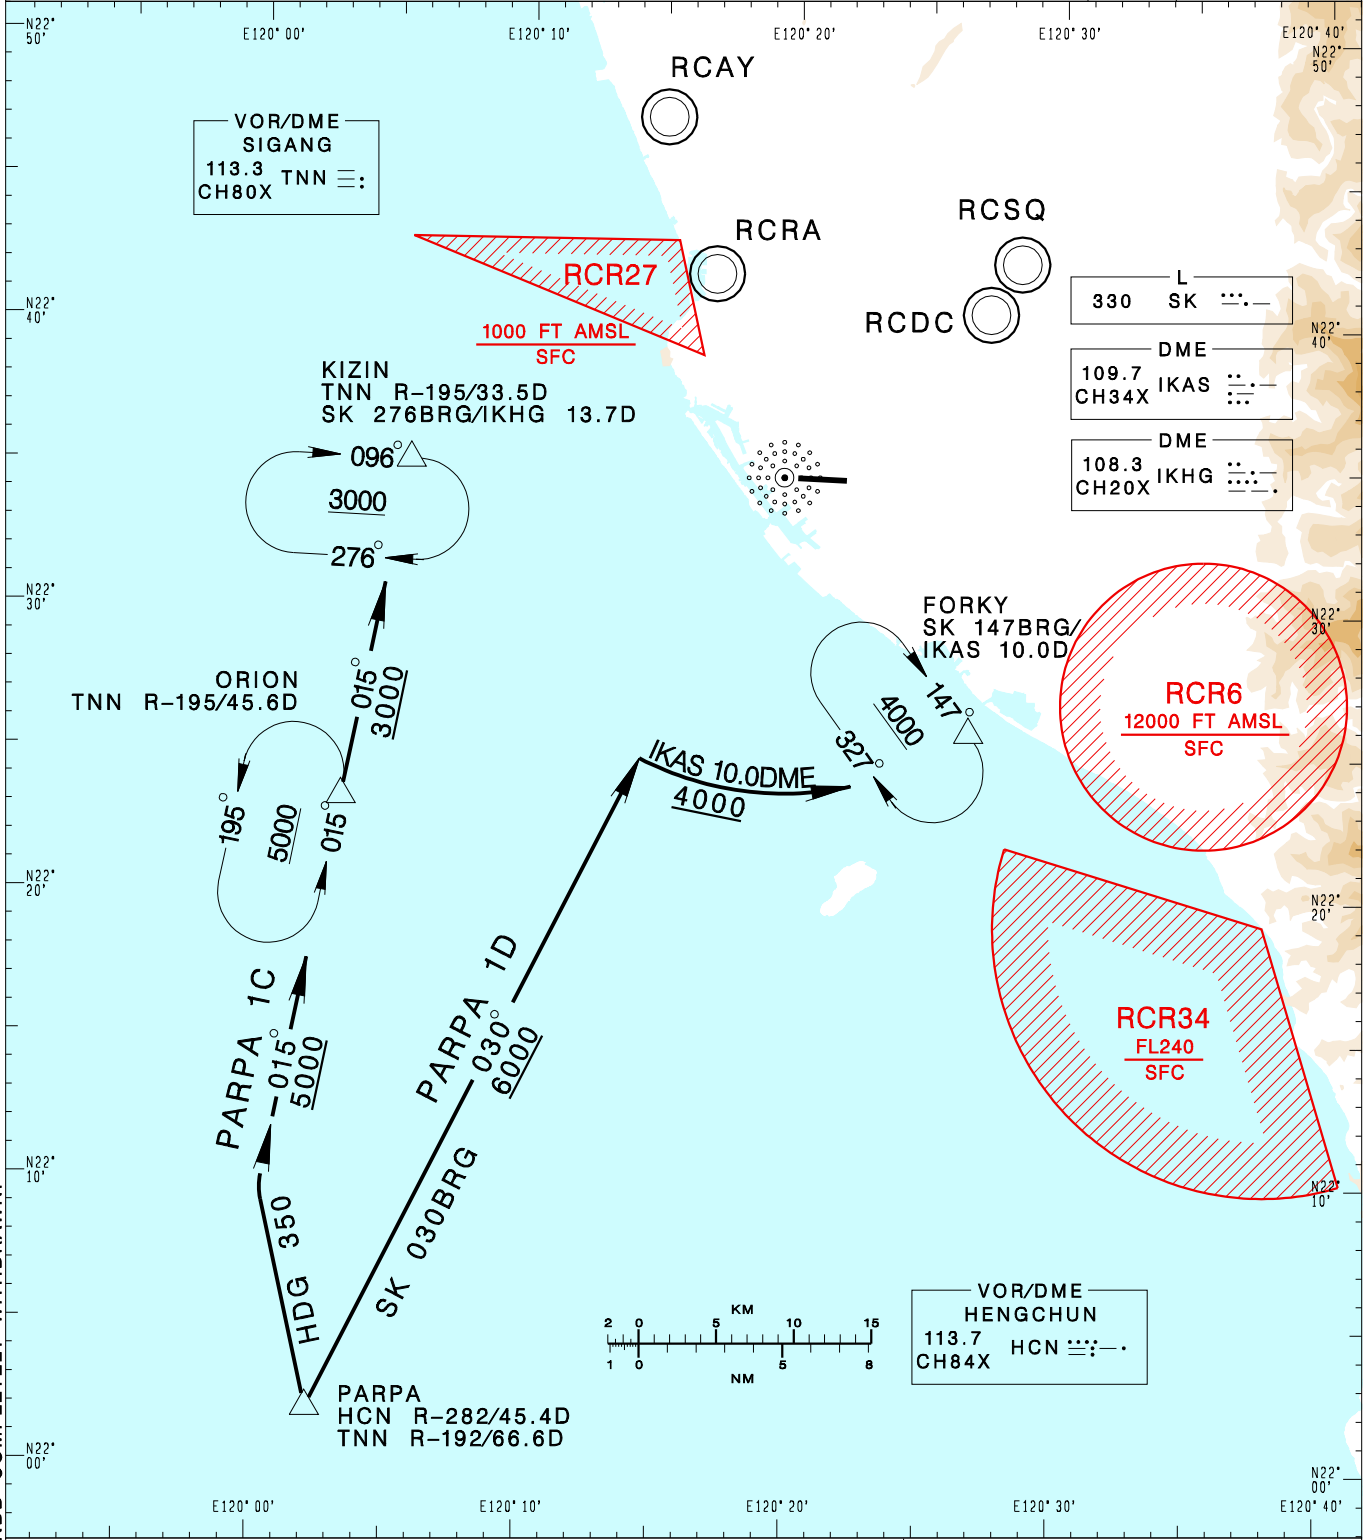 N22° 50'
E120° 00'
E120° 10'
E120° 20'
E120° 30'
E120° 40'
N22° 50'
RCAY
VOR/DME
SIGANG
113.3
CH80X
TNN
RCSQ
RCRA
RCR27
L
330 SK
N22° 40'
RCDC
1000 FT AMSL
SFC
N22° 40'
DME
109.7
CH34X
IKAS
KIZIN
TNN R-195/33.5D
SK 276BRG/IKHG 13.7D
DME
108.3
CH20X
IKHG
096°
3000
276°
N22° 30'
FORKY
SK 147BRG/
IKAS 10.0D
N22° 30'
ORION
TNN R-195/45.6D
015°
3000
147°
4000
327°
RCR6
12000 FT AMSL
SFC
IKAS 10.0DME
4000
195°
5000
015°
N22° 20'
N22° 20'
PARPA 1C
015°
5000
PARPA 1D
030°
6000
RCR34
FL240
SFC
N22° 10'
N22° 10'
HDG 350
SK 030BRG
KM
2 0 5 10 15
1 0 5 8
NM
VOR/DME
HENGCHUN
113.7
CH84X
HCN
PARPA
HCN R-282/45.4D
TNN R-192/66.6D
N22° 00'
N22° 00'
E120° 00'
E120° 10'
E120° 20'
E120° 30'
E120° 40'